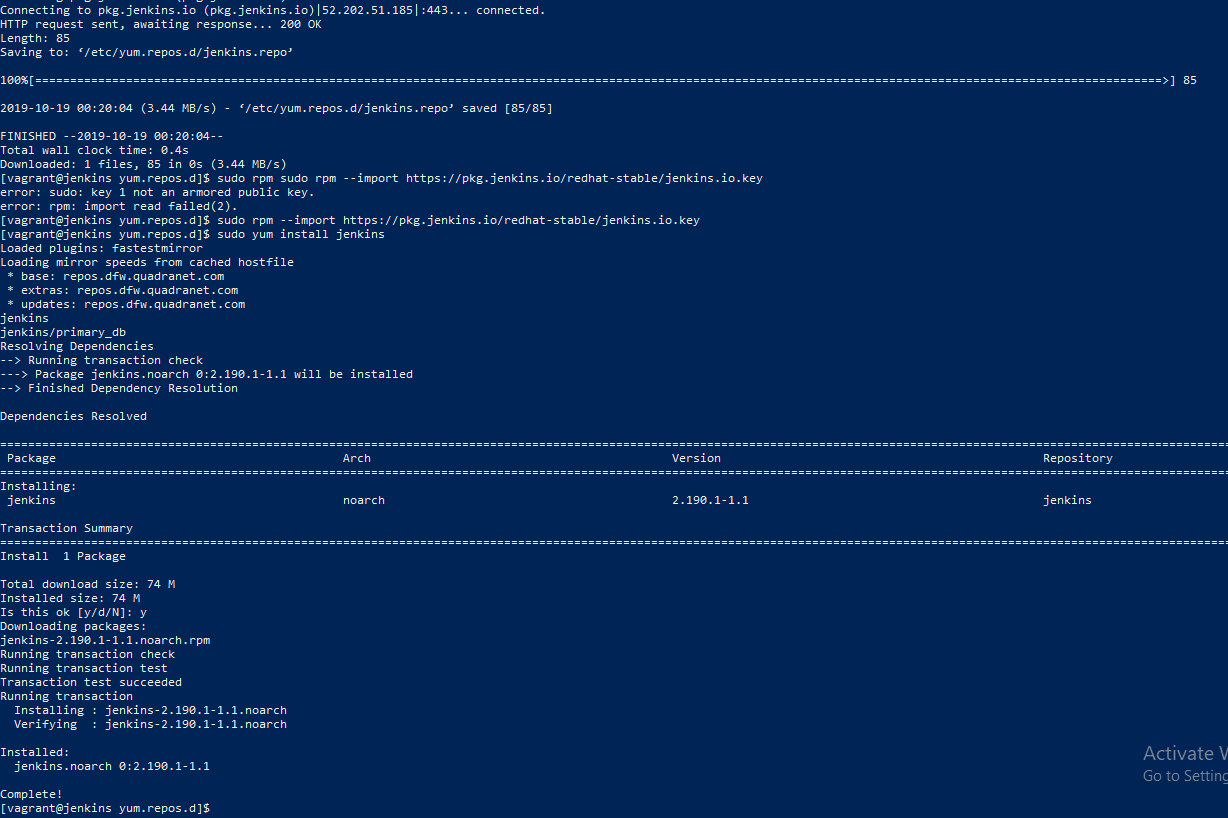 Connecting to pkg.jenkins.io (pkg.jenkins.io)|52.202.51.185|:443... connected.
HTTP request sent, awaiting response... 200 OK
Length: 85
Saving to: ‘/etc/yum.repos.d/jenkins.repo’
100%[=================================================================================================================================================================>] 85
2019-10-19 00:20:04 (3.44 MB/s) - ‘/etc/yum.repos.d/jenkins.repo’ saved [85/85]
FINISHED --2019-10-19 00:20:04--
Total wall clock time: 0.4s
Downloaded: 1 files, 85 in 0s (3.44 MB/s)
[vagrant@jenkins yum.repos.d]$ sudo rpm sudo rpm --import https://pkg.jenkins.io/redhat-stable/jenkins.io.key
error: sudo: key 1 not an armored public key.
error: rpm: import read failed(2).
[vagrant@jenkins yum.repos.d]$ sudo rpm --import https://pkg.jenkins.io/redhat-stable/jenkins.io.key
[vagrant@jenkins yum.repos.d]$ sudo yum install jenkins
Loaded plugins: fastestmirror
Loading mirror speeds from cached hostfile
 * base: repos.dfw.quadranet.com
 * extras: repos.dfw.quadranet.com
 * updates: repos.dfw.quadranet.com
jenkins
jenkins/primary_db
Resolving Dependencies
--> Running transaction check
---> Package jenkins.noarch 0:2.190.1-1.1 will be installed
--> Finished Dependency Resolution
Dependencies Resolved
================================================================================
 Package Arch Version Repository
================================================================================
Installing:
 jenkins noarch 2.190.1-1.1 jenkins
Transaction Summary
================================================================================
Install  1 Package
Total download size: 74 M
Installed size: 74 M
Is this ok [y/d/N]: y
Downloading packages:
jenkins-2.190.1-1.1.noarch.rpm
Running transaction check
Running transaction test
Transaction test succeeded
Running transaction
  Installing : jenkins-2.190.1-1.1.noarch
  Verifying  : jenkins-2.190.1-1.1.noarch
Installed:
  jenkins.noarch 0:2.190.1-1.1
Complete!
[vagrant@jenkins yum.repos.d]$
Activate
Go to Setting